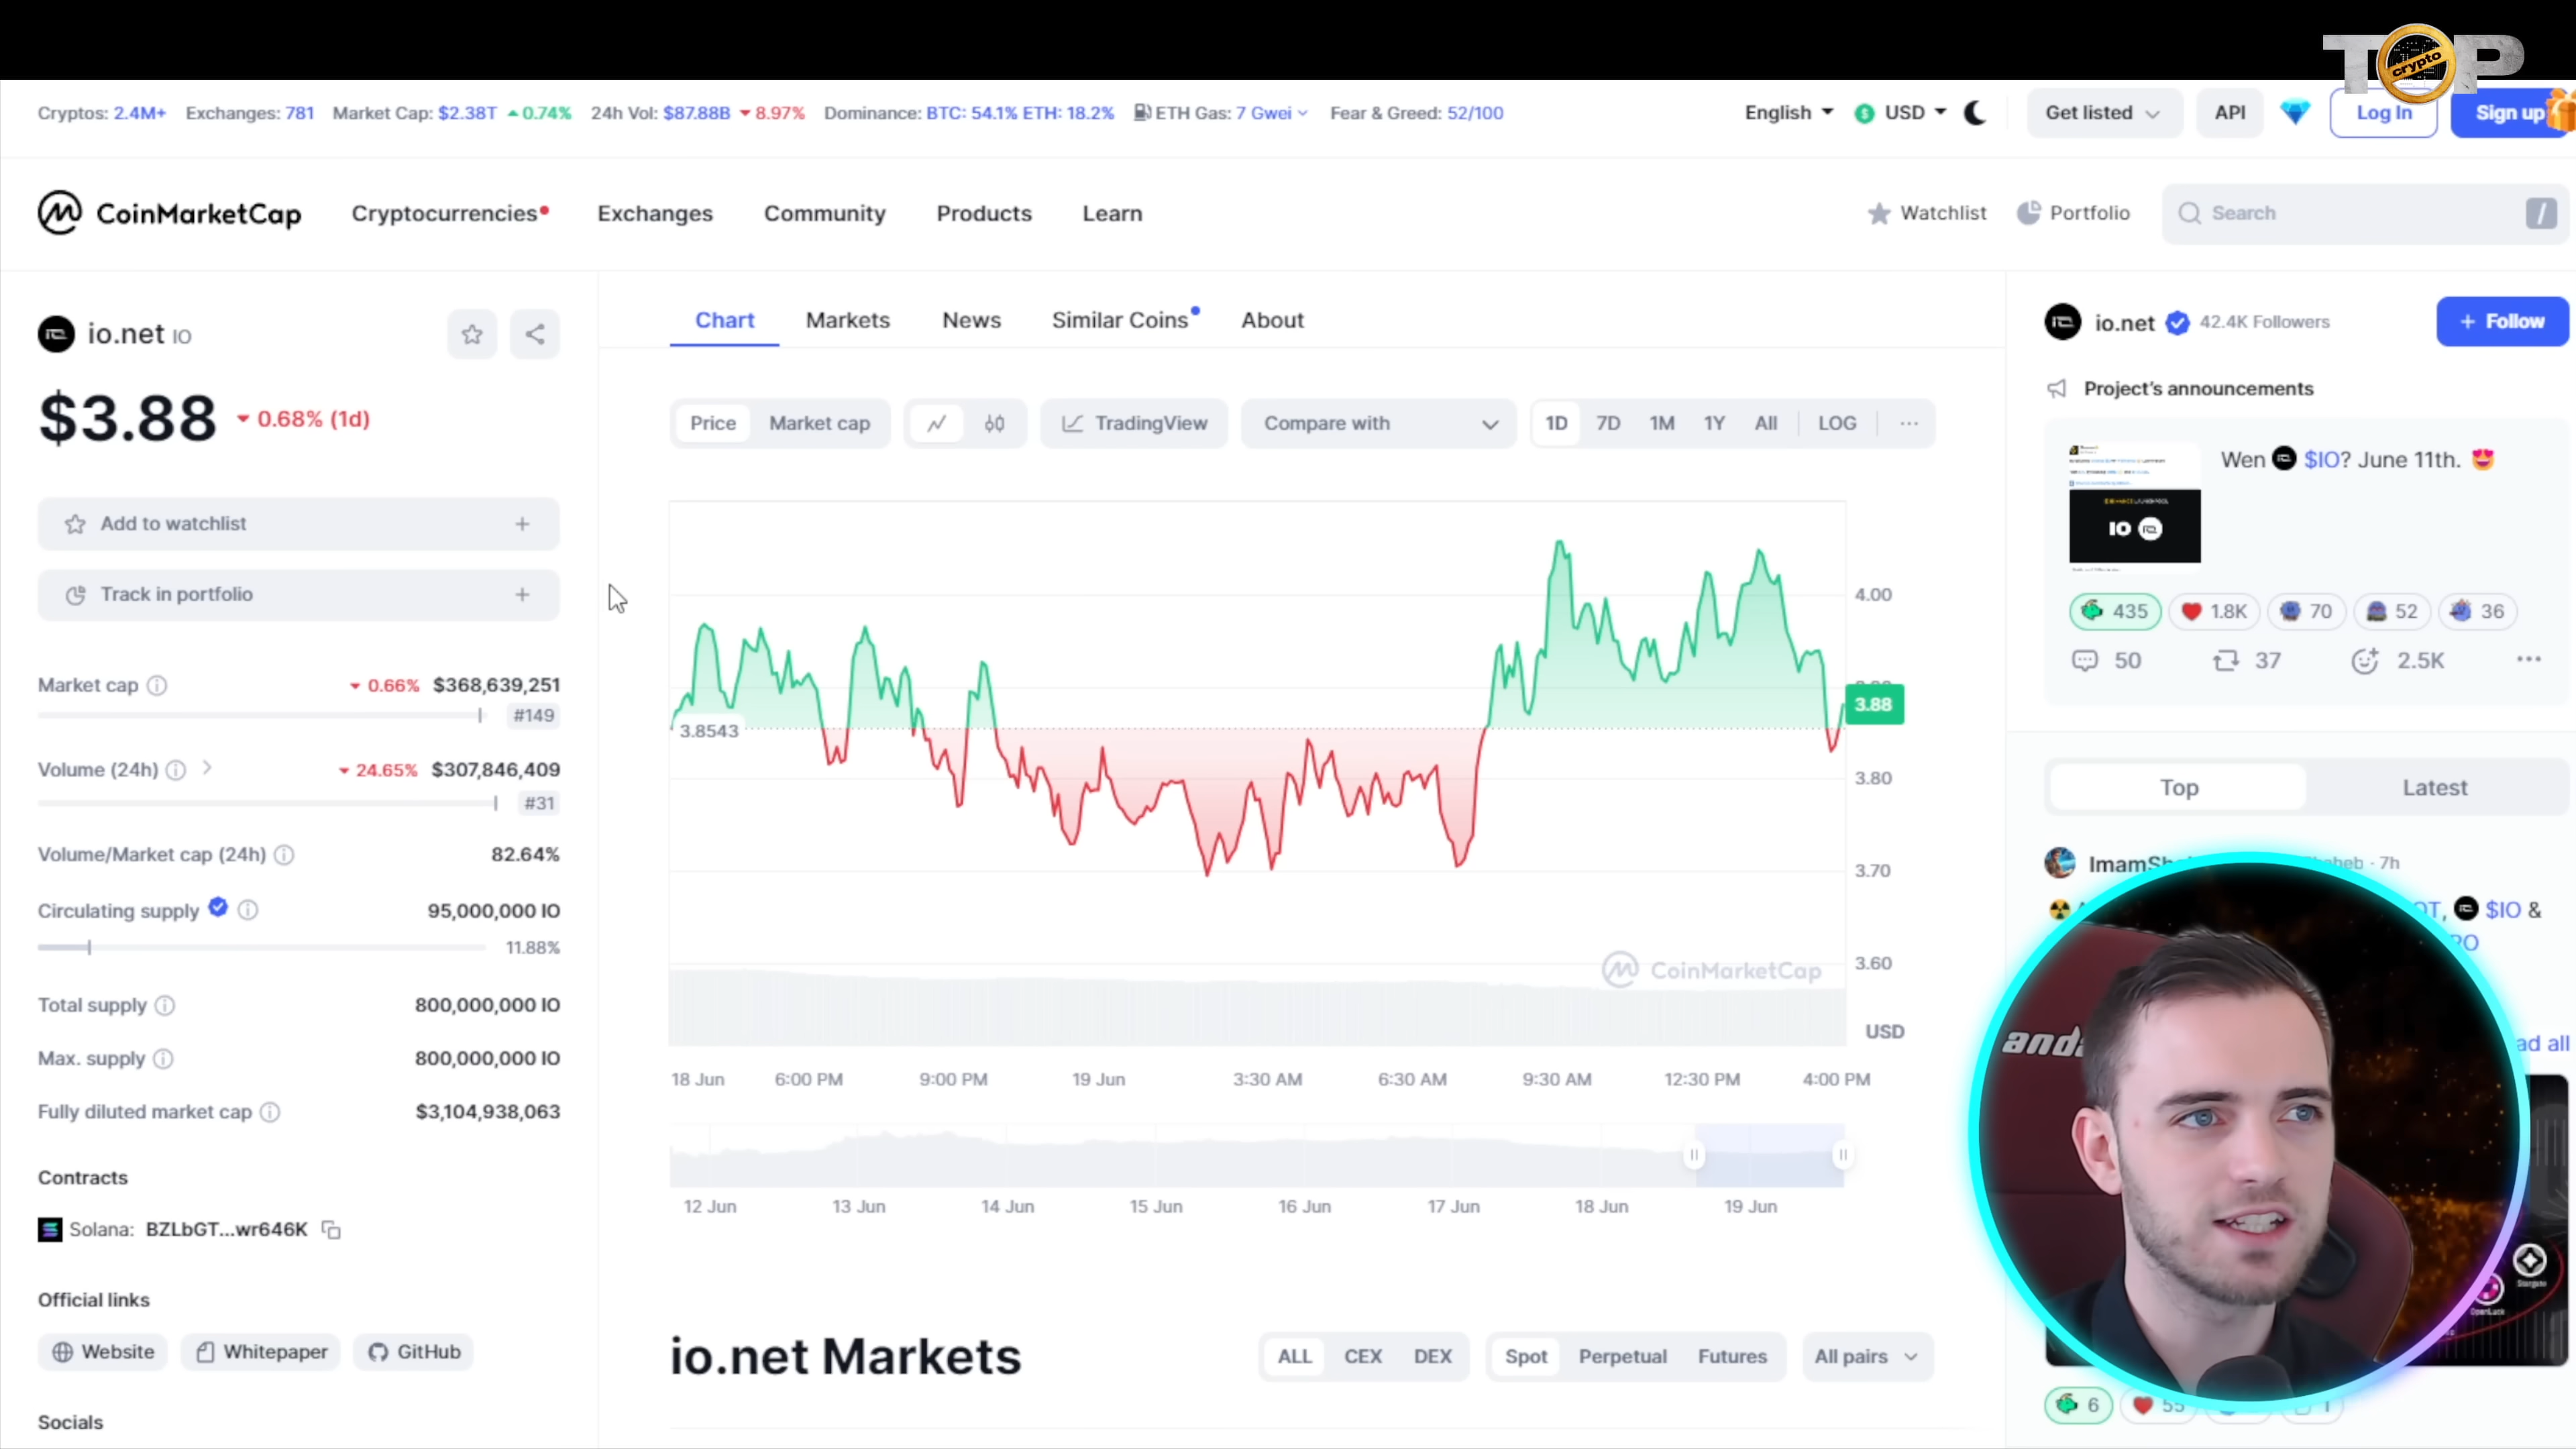 TOP
crypto
Cryptos: 2.4M+ Exchanges: 781 Market Cap: $2.38T 0.74% 24h Vol: $87.88B 8.97% Dominance: BTC: 54.1% ETH: 18.2% ETH Gas: 7 Gwei Fear & Greed: 52/100
English USD Get listed API Log In Sign up
CoinMarketCap Cryptocurrencies Exchanges Community Products Learn
Watchlist Portfolio Search /
io.net IO
$3.88 0.68% (1d)
Add to watchlist +
Track in portfolio +
Market cap 0.66% $368,639,251
#149
Volume (24h) 24.65% $307,846,409
#31
Volume/Market cap (24h) 82.64%
Circulating supply 95,000,000 IO
11.88%
Total supply 800,000,000 IO
Max. supply 800,000,000 IO
Fully diluted market cap $3,104,938,063
Contracts
Solana: BZLbGT...wr646K
Official links
Website Whitepaper GitHub
Socials
Chart Markets News Similar Coins About
Price Market cap TradingView Compare with 1D 7D 1M 1Y All LOG ...
4.00
3.88
3.8543
3.80
3.70
3.60
CoinMarketCap
USD
18 Jun 6:00 PM 9:00 PM 19 Jun 3:30 AM 6:30 AM 9:30 AM 12:30 PM 4:00 PM
12 Jun 13 Jun 14 Jun 15 Jun 16 Jun 17 Jun 18 Jun 19 Jun
io.net Markets
ALL CEX DEX Spot Perpetual Futures All pairs
io.net 42.4K Followers + Follow
Project's announcements
Wen $IO? June 11th.
IO
435 1.8K 70 52 36
50 37 2.5K
Top Latest
7h
$IO &
ad all
6 55